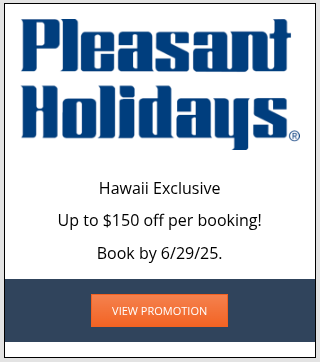 Pleasant
Holidays®
Hawaii Exclusive
Up to $150 off per booking!
Book by 6/29/25.
VIEW PROMOTION